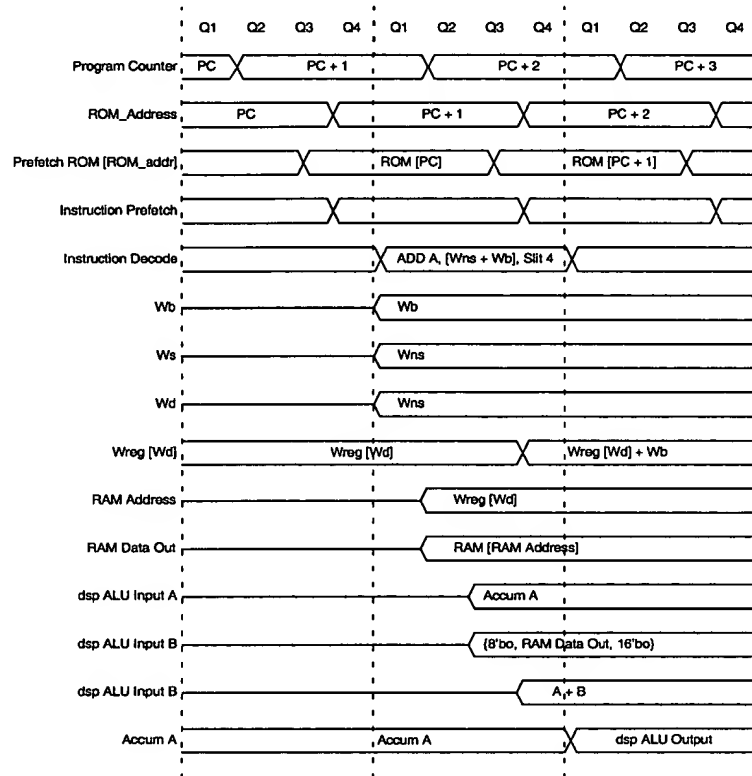 Q1 Q2 Q3 Q4 Q1 Q2 Q3 Q4 Q1 Q2 Q3 Q4
Program Counter PC PC + 1 PC + 2 PC + 3
ROM_Address PC PC + 1 PC + 2
Prefetch ROM [ROM_addr] ROM [PC] ROM [PC + 1]
Instruction Prefetch
Instruction Decode ADD A, [Wns + Wb], Slit 4
Wb Wb
Ws Wns
Wd Wns
Wreg [Wd] Wreg [Wd] Wreg [Wd] + Wb
RAM Address Wreg [Wd]
RAM Data Out RAM [RAM Address]
dsp ALU Input A Accum A
dsp ALU Input B {8'bo, RAM Data Out, 16'bo}
dsp ALU Input B A + B
Accum A Accum A dsp ALU Output